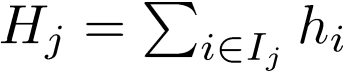 $H_j = \sum_{i \in I_j} h_i$